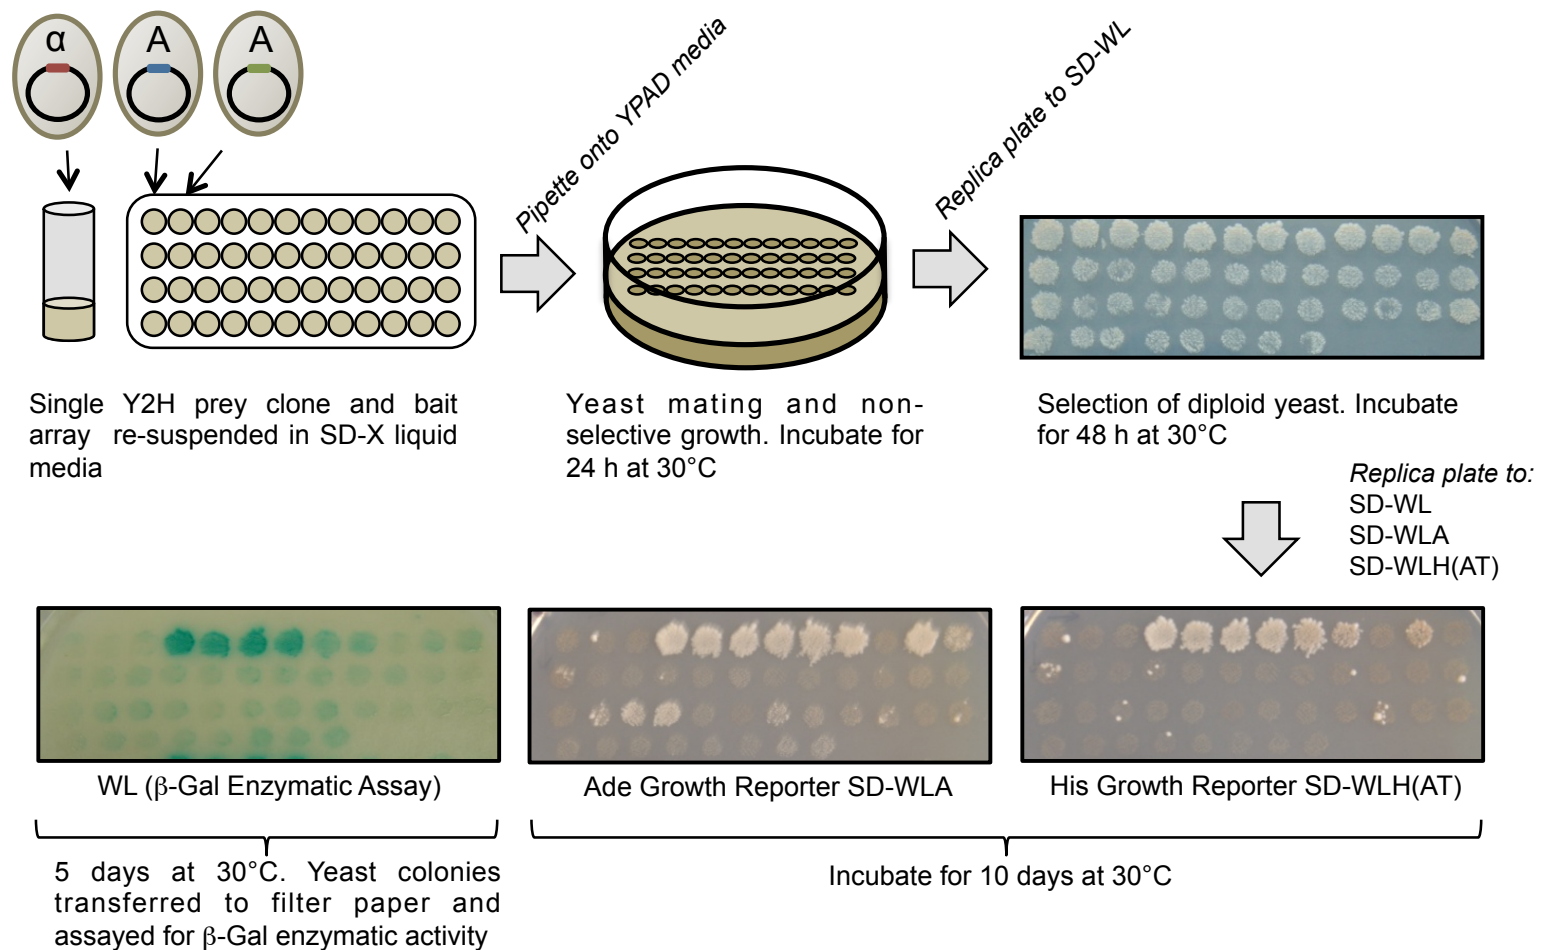 α
A
A
Pipette onto YPAD media
Replica plate to SD-WL
Single Y2H prey clone and bait
array re-suspended in SD-X liquid
media
Yeast mating and non-
selective growth. Incubate for
24 h at 30°C
Selection of diploid yeast. Incubate
for 48 h at 30°C
Replica plate to:
SD-WL
SD-WLA
SD-WLH(AT)
WL (β-Gal Enzymatic Assay)
Ade Growth Reporter SD-WLA
His Growth Reporter SD-WLH(AT)
5 days at 30°C. Yeast colonies
transferred to filter paper and
assayed for β-Gal enzymatic activity
Incubate for 10 days at 30°C